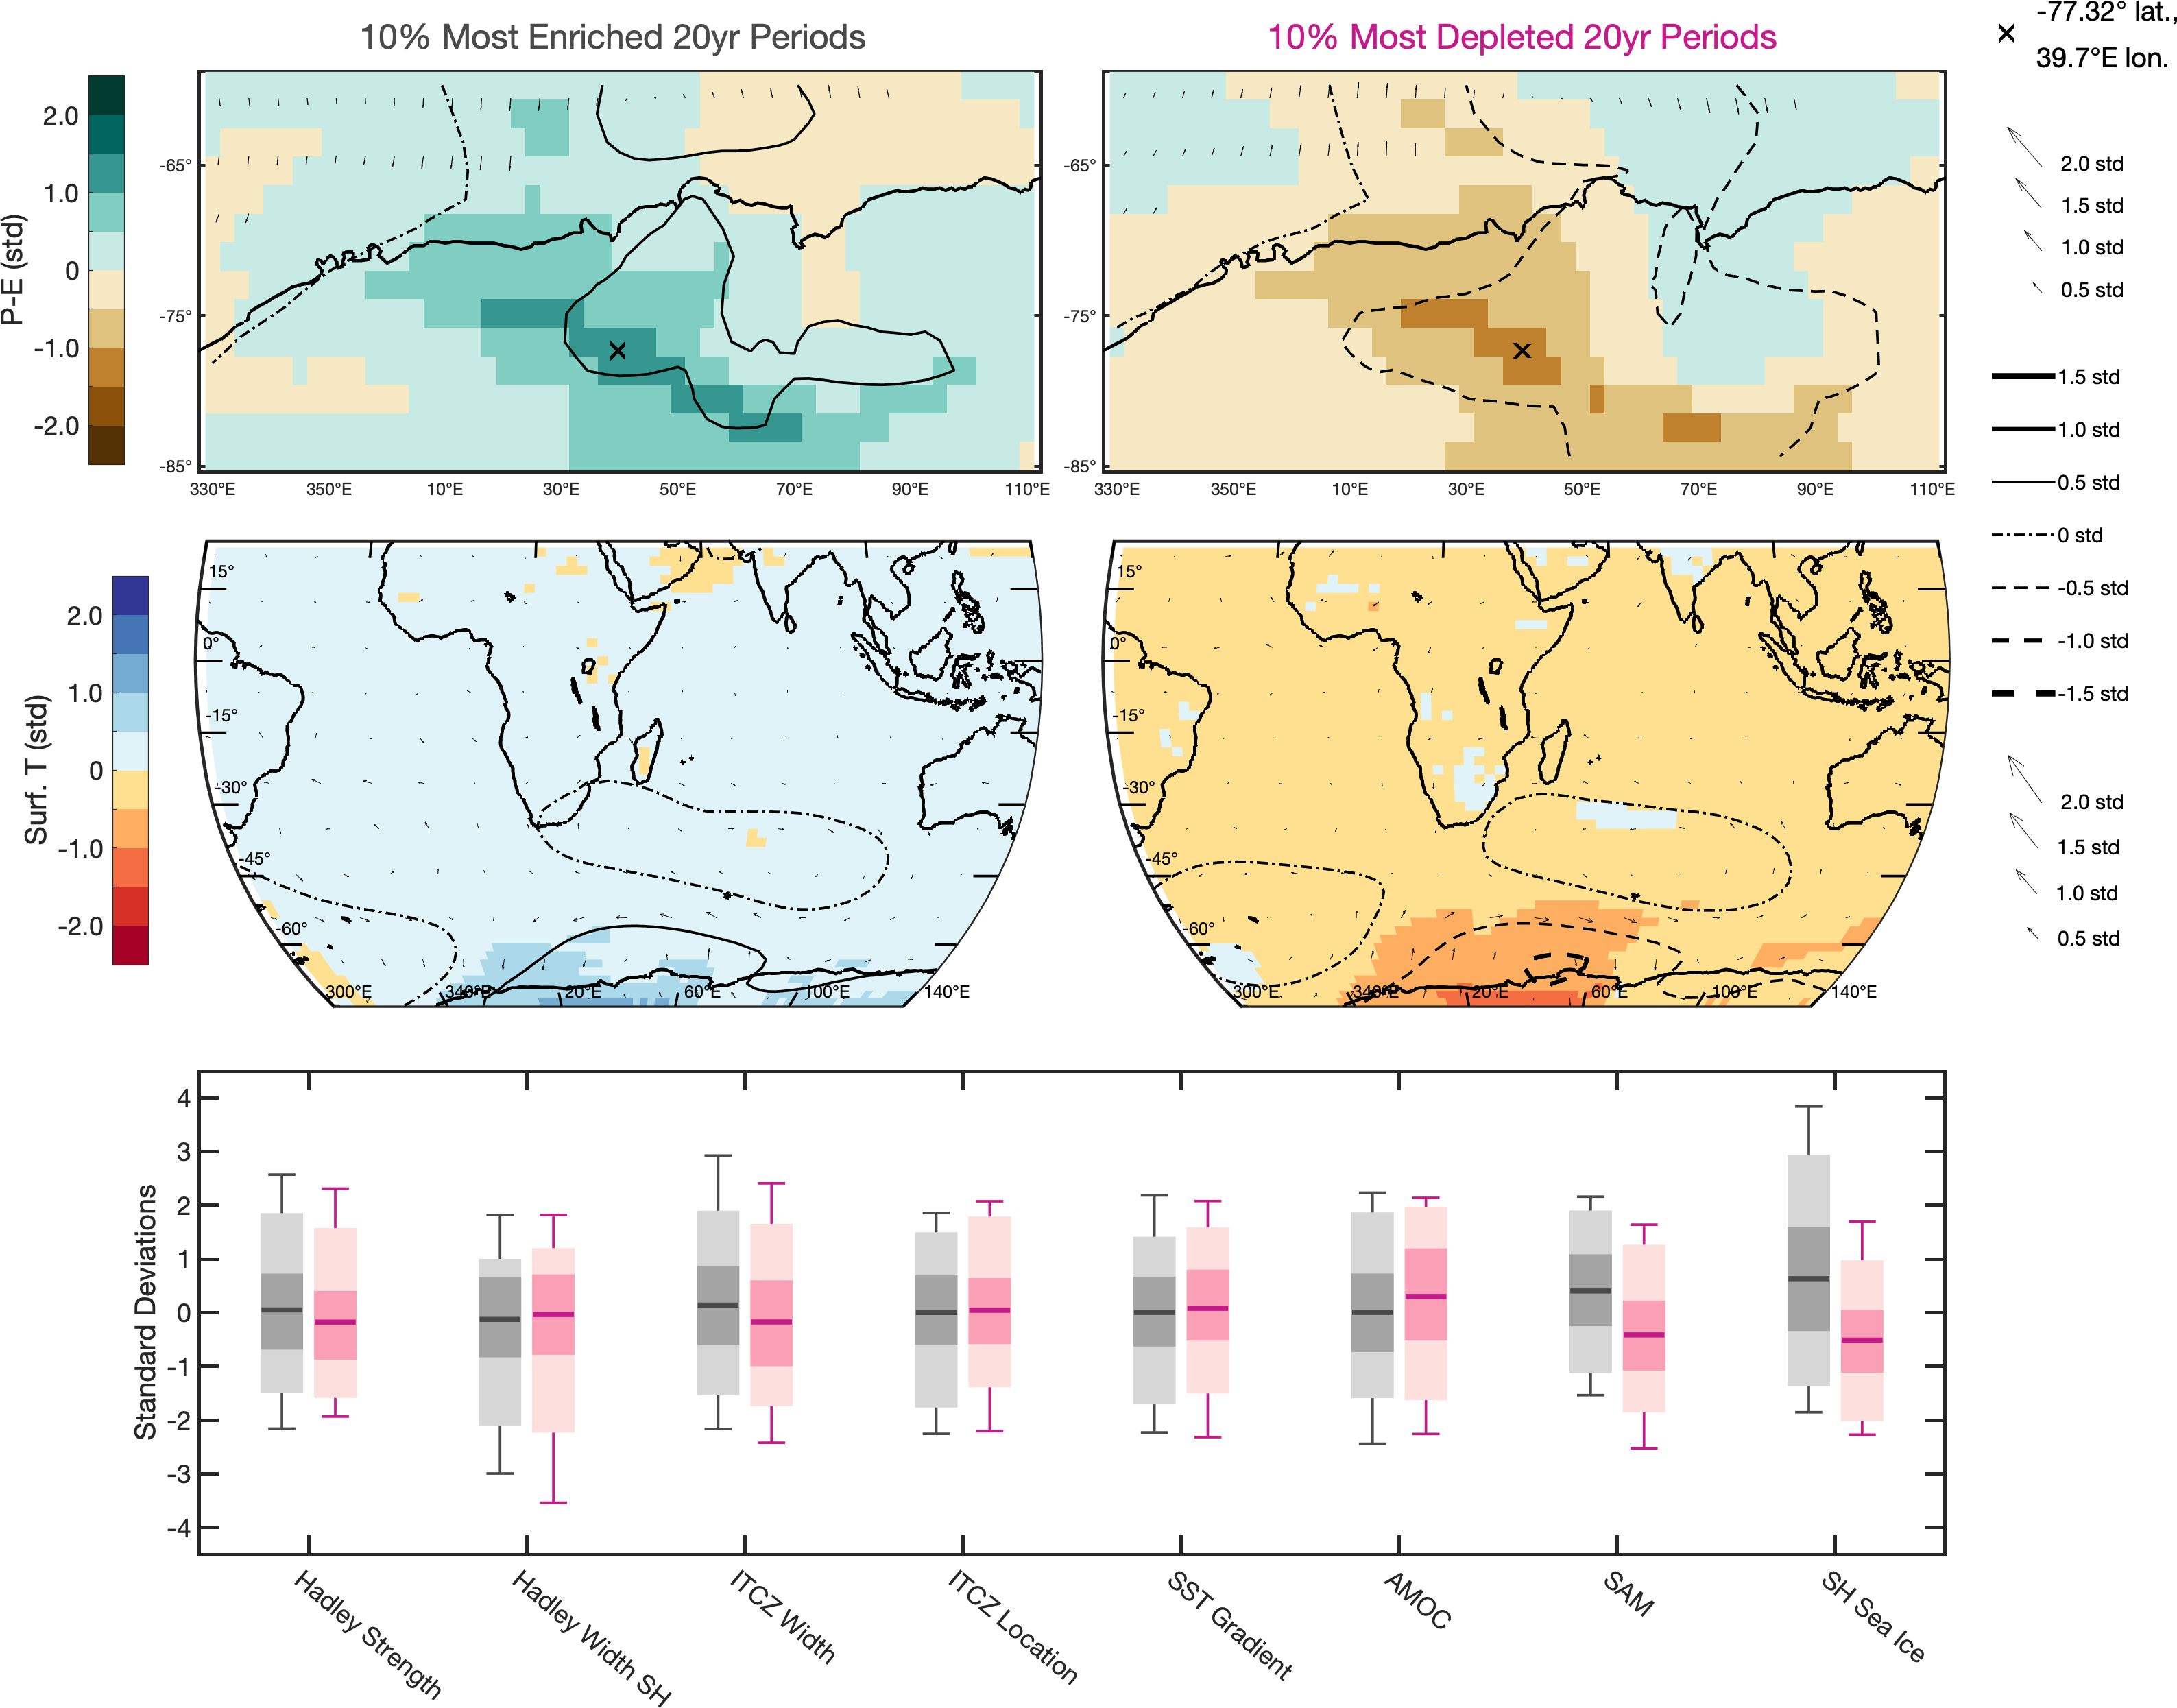 10% Most Enriched 20yr Periods
10% Most Depleted 20yr Periods
-77.32° lat.,
39.7°E lon.
P-E (std)
2.0
1.0
0
-1.0
-2.0
-65°
-75°
-85°
330°E 350°E 10°E 30°E 50°E 70°E 90°E 110°E
-65°
-75°
-85°
330°E 350°E 10°E 30°E 50°E 70°E 90°E 110°E
2.0 std
1.5 std
1.0 std
0.5 std
1.5 std
1.0 std
0.5 std
0 std
-0.5 std
-1.0 std
-1.5 std
2.0 std
1.5 std
1.0 std
0.5 std
Surf. T (std)
2.0
1.0
0
-1.0
-2.0
15°
0°
-15°
-30°
-45°
-60°
300°E 340°E 20°E 60°E 100°E 140°E
15°
0°
-15°
-30°
-45°
-60°
300°E 340°E 20°E 60°E 100°E 140°E
Standard Deviations
4
3
2
1
0
-1
-2
-3
-4
Hadley Strength
Hadley Width SH
ITCZ Width
ITCZ Location
SST Gradient
AMOC
SAM
SH Sea Ice